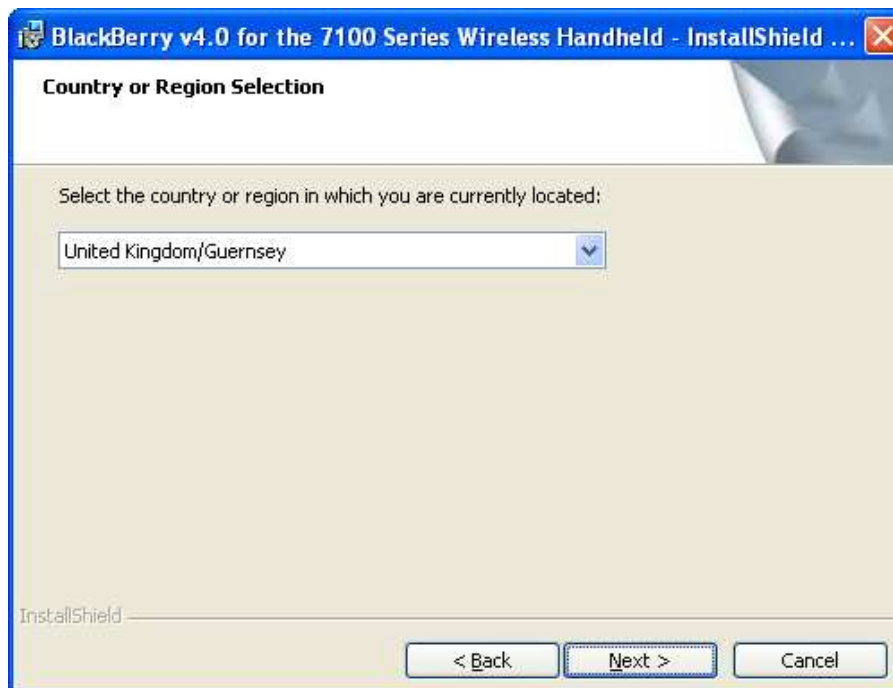 BlackBerry v4.0 for the 7100 Series Wireless Handheld - InstallShield ...
Country or Region Selection
Select the country or region in which you are currently located:
United Kingdom/Guernsey
InstallShield
< Back
Next >
Cancel